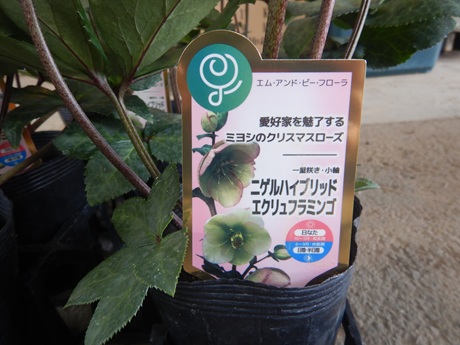 エム・アンド・ビー・フローラ
愛好家を魅了する
ミヨシのクリスマスローズ
一重咲き・小輪
ニゲルハイブリッド
エクリュフラミンゴ
日なた